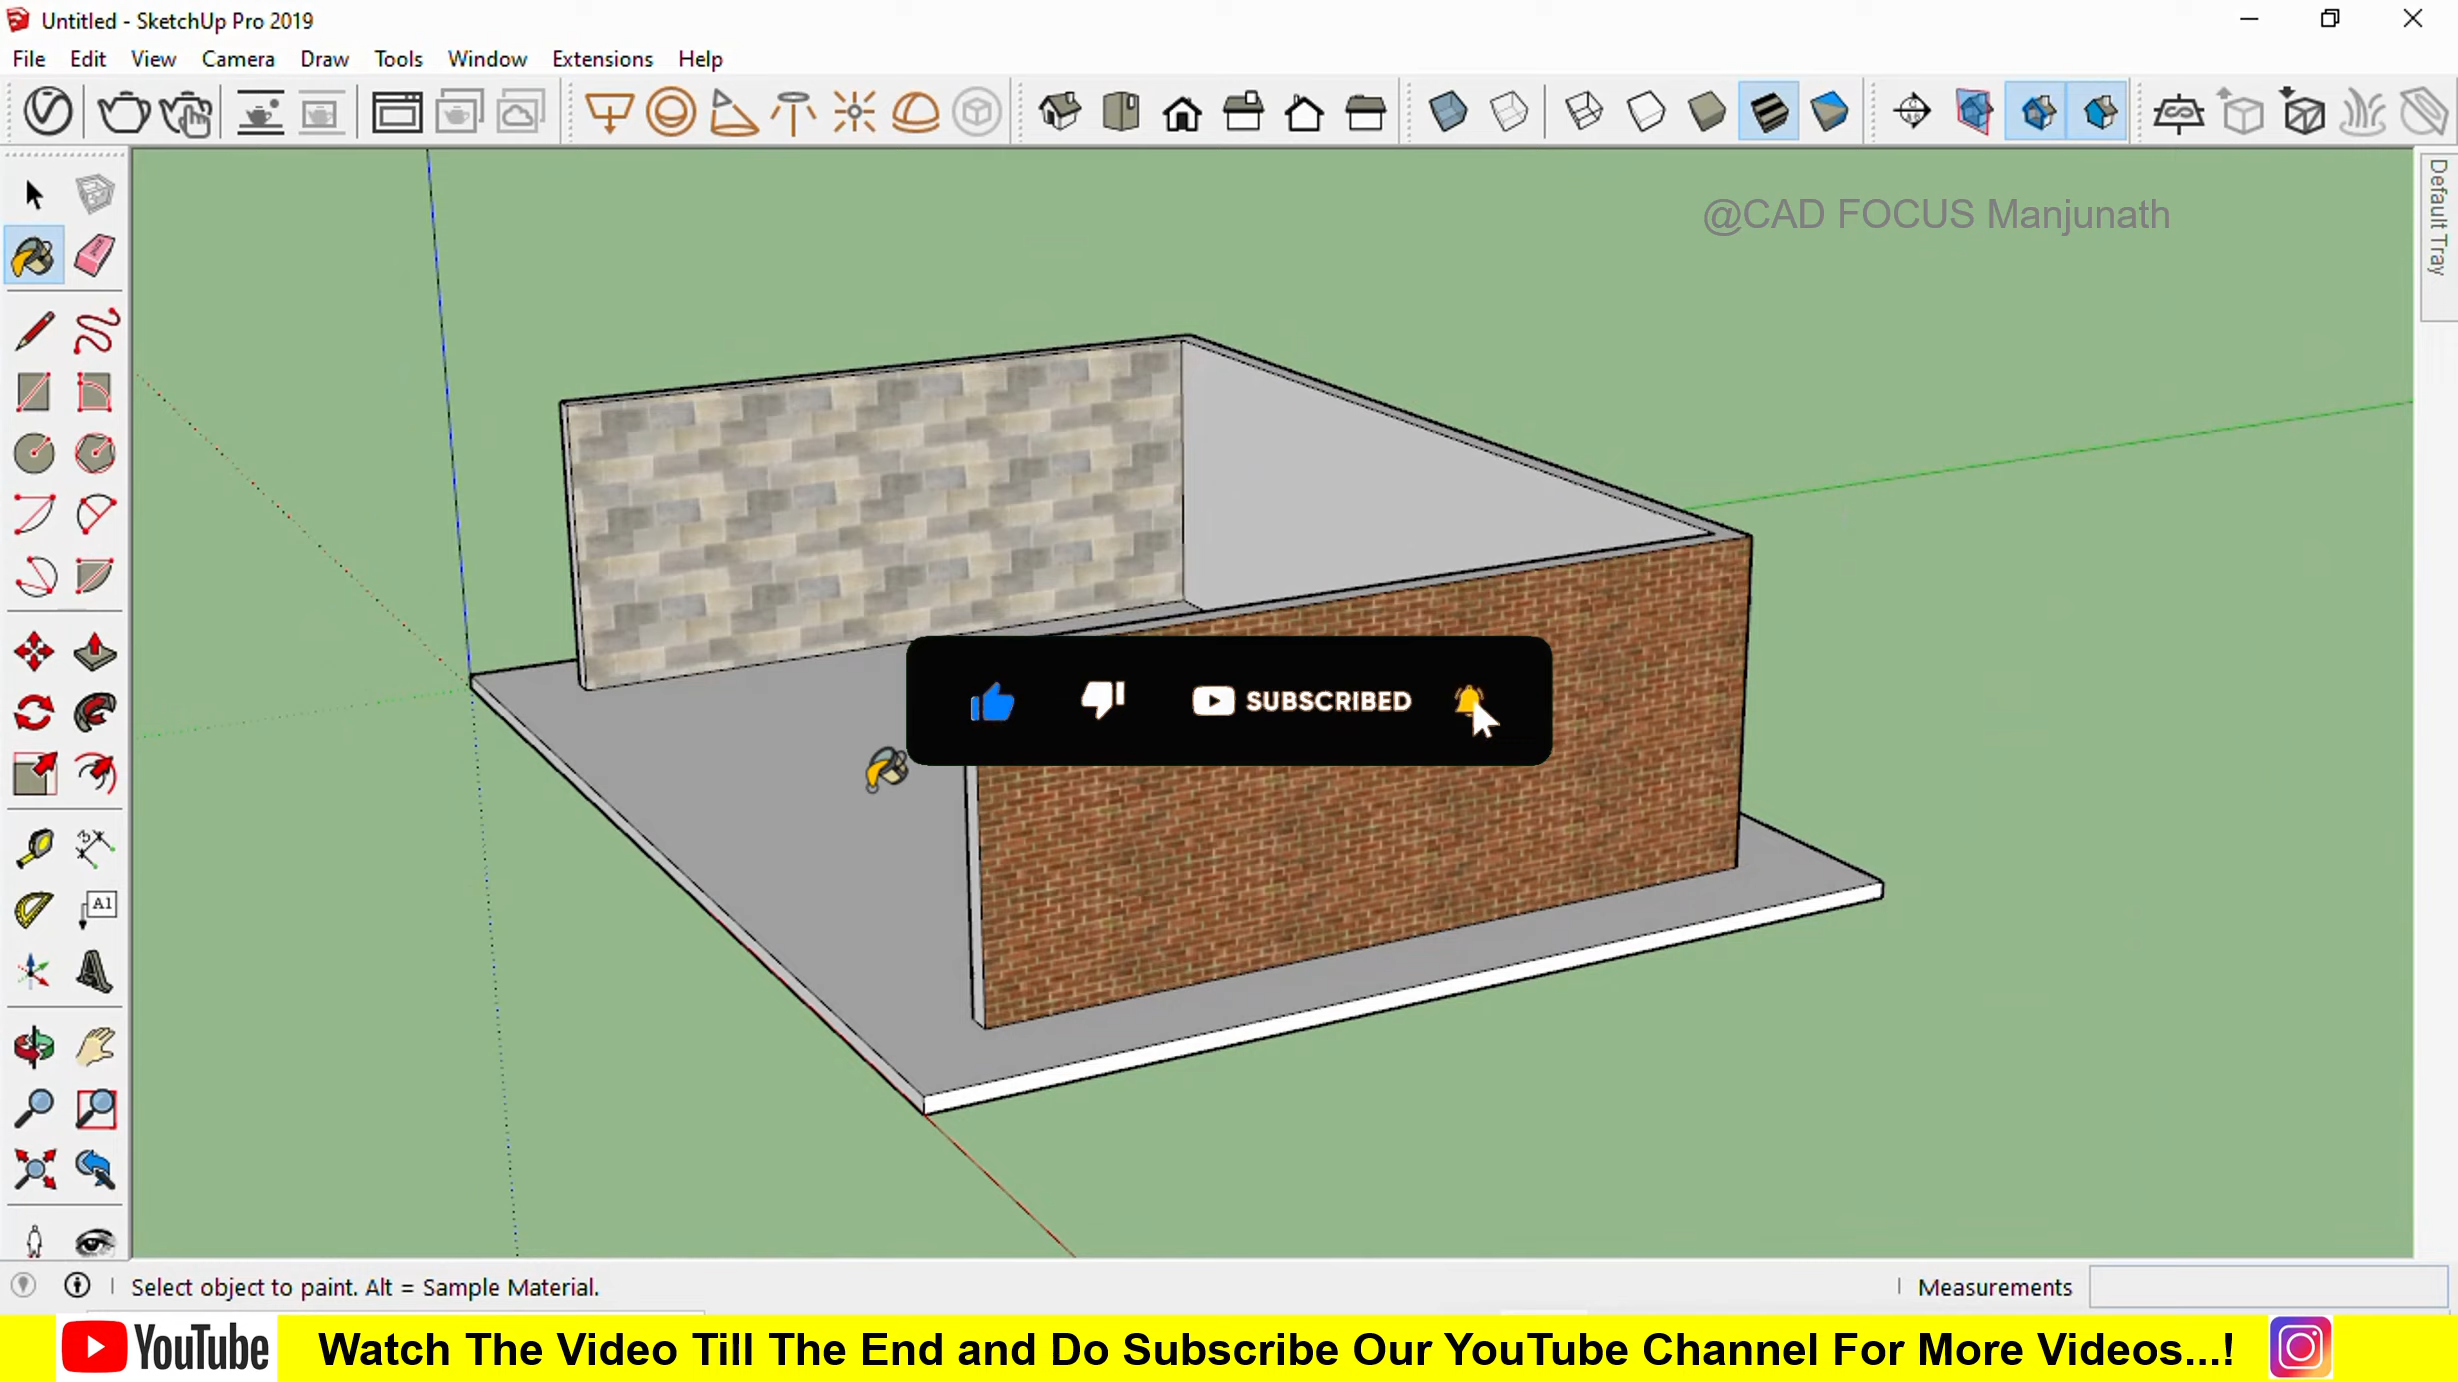 Untitled - SketchUp Pro 2019
File Edit View Camera Draw Tools Window Extensions Help
@CAD FOCUS Manjunath
Default Tray
A1
SUBSCRIBED
Select object to paint. Alt = Sample Material.
Measurements
YouTube Watch The Video Till The End and Do Subscribe Our YouTube Channel For More Videos...!